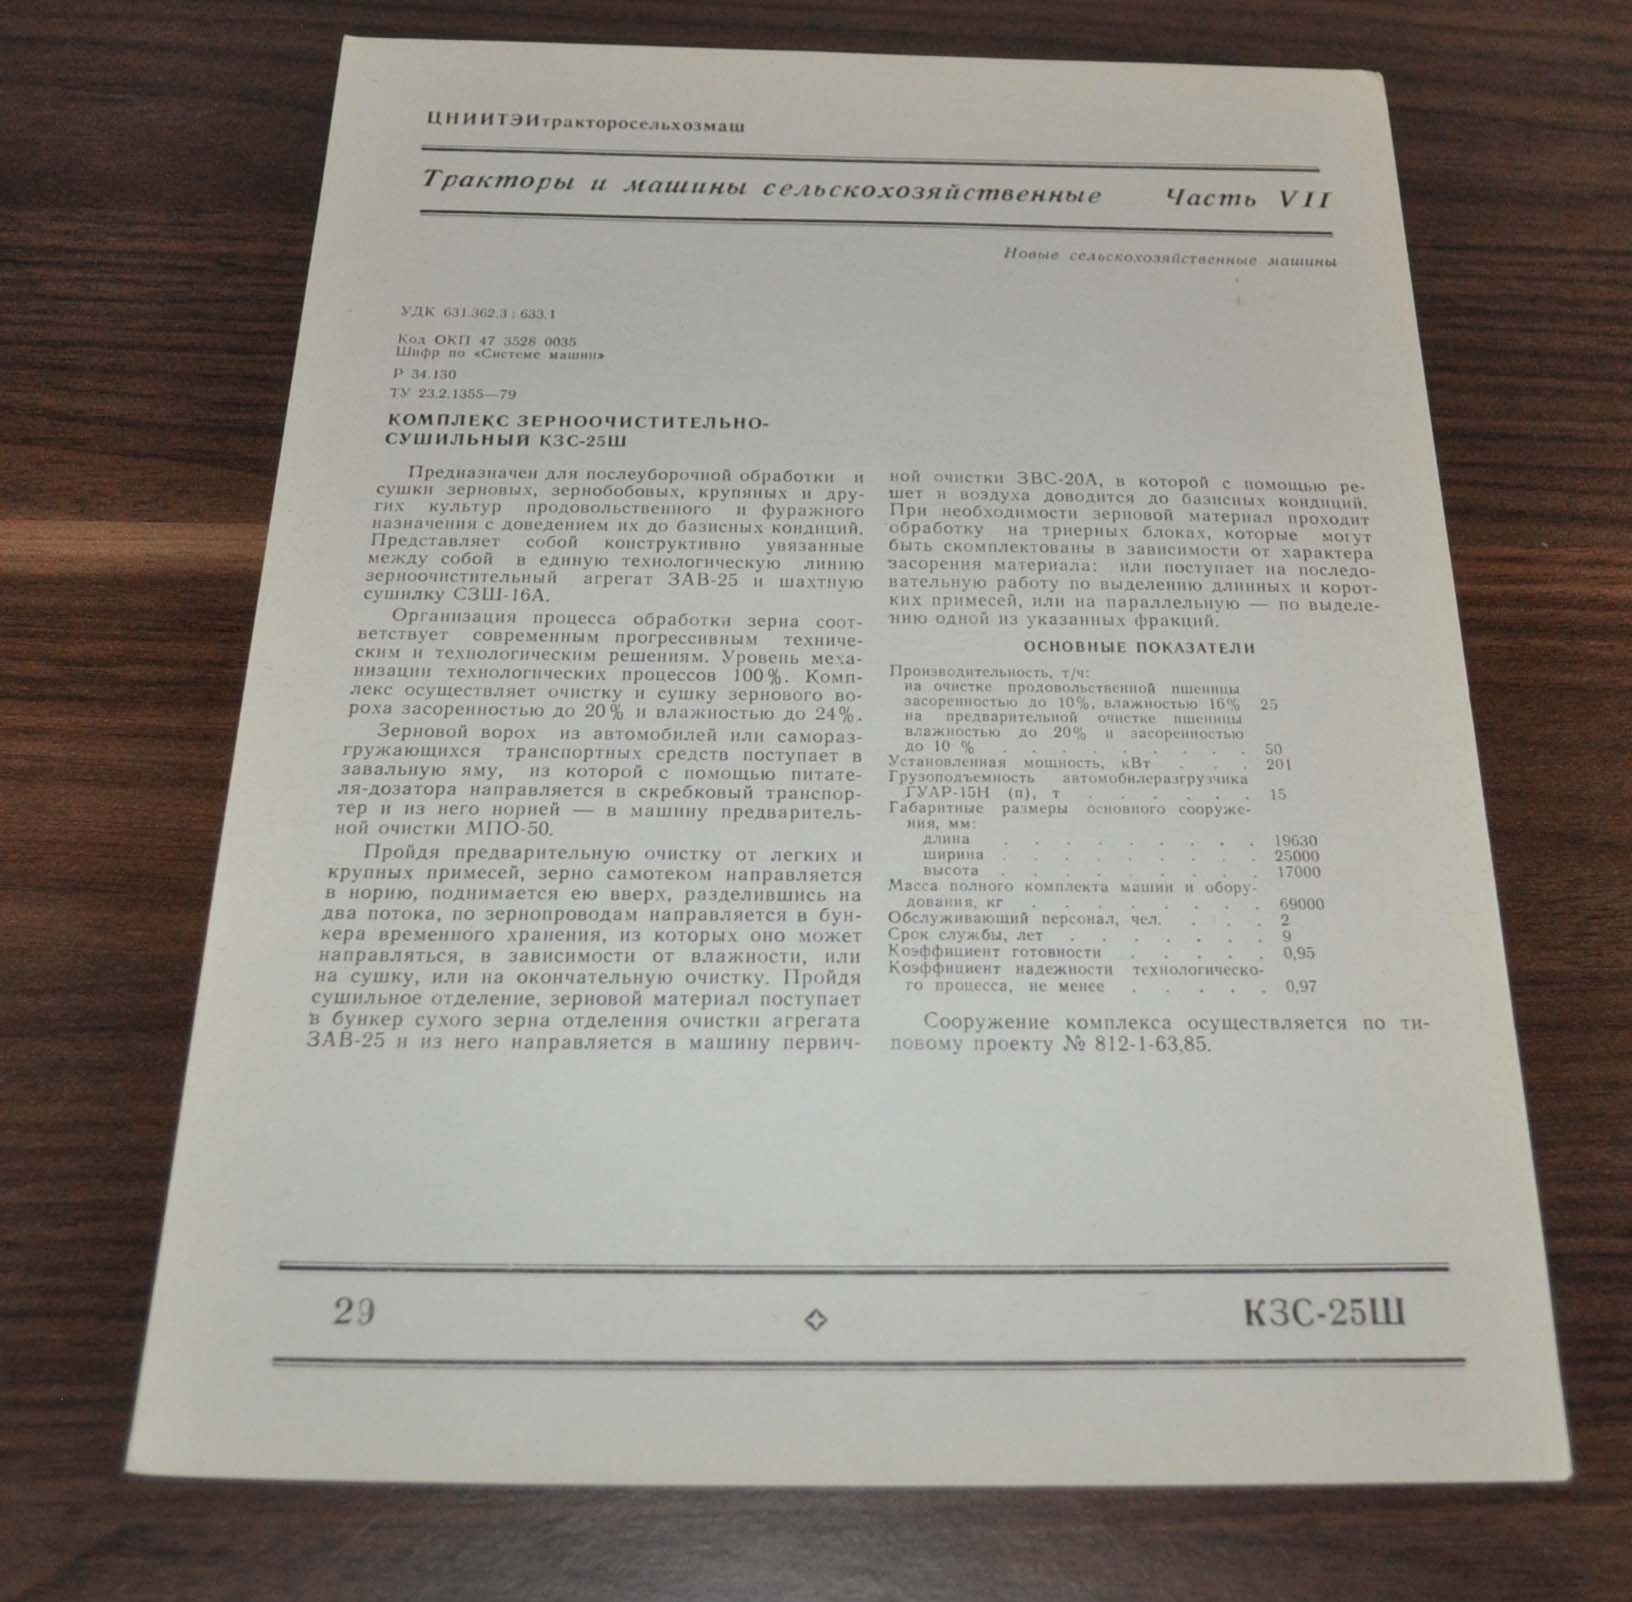 ЦНИИТЭИтракторосельхозмаш
Тракторы и машины сельскохозяйственные Часть VII
Новые сельскохозяйственные машины
УДК 631.362.3 : 633.1
Код ОКП 47 3528 0035
Шифр по «Системе машин»
Р 34.130
ТУ 23.2.1355—79
КОМПЛЕКС ЗЕРНООЧИСТИТЕЛЬНО-
СУШИЛЬНЫЙ КЗС-25Ш
Предназначен для послеуборочной обработки и
сушки зерновых, зернобобовых, крупяных и дру-
гих культур продовольственного и фуражного
назначения с доведением их до базисных кондиций.
Представляет собой конструктивно увязанные
между собой в единую технологическую линию
зерноочистительный агрегат ЗАВ-25 и шахтную
сушилку СЗШ-16А.
Организация процесса обработки зерна соот-
ветствует современным прогрессивным техниче-
ским и технологическим решениям. Уровень меха-
низации технологических процессов 100%. Комп-
лекс осуществляет очистку и сушку зернового во-
роха засоренностью до 20% и влажностью до 24%.
Зерновой ворох из автомобилей или самораз-
гружающихся транспортных средств поступает в
завальную яму, из которой с помощью питате-
ля-дозатора направляется в скребковый транспор-
тер и из него норией — в машину предваритель-
ной очистки МПО-50.
Пройдя предварительную очистку от легких и
крупных примесей, зерно самотеком направляется
в норию, поднимается ею вверх, разделившись на
два потока, по зернопроводам направляется в бун-
кера временного хранения, из которых оно может
направляться, в зависимости от влажности, или
на сушку, или на окончательную очистку. Пройдя
сушильное отделение, зерновой материал поступает
в бункер сухого зерна отделения очистки агрегата
ЗАВ-25 и из него направляется в машину первич-
ной очистки ЗВС-20А, в которой с помощью ре-
шет и воздуха доводится до базисных кондиций.
При необходимости зерновой материал проходит
обработку на триерных блоках, которые могут
быть скомплектованы в зависимости от характера
засорения материала: или поступает на последо-
вательную работу по выделению длинных и корот-
ких примесей, или на параллельную — по выделе-
нию одной из указанных фракций.
ОСНОВНЫЕ ПОКАЗАТЕЛИ
Производительность, т/ч:
на очистке продовольственной пшеницы
засоренностью до 10%, влажностью 16% 25
на предварительной очистке пшеницы
влажностью до 20% и засоренностью
до 10 % . . . . . . . . . 50
Установленная мощность, кВт . . . 201
Грузоподъемность автомобилеразгрузчика
ГУАР-15Н (п), т . . . . . . 15
Габаритные размеры основного сооруже-
ния, мм:
длина . . . . . . . . . 19630
ширина . . . . . . . . . 25000
высота . . . . . . . . . 17000
Масса полного комплекта машин и обору-
дования, кг . . . . . . . . 69000
Обслуживающий персонал, чел. . . . 2
Срок службы, лет . . . . . . 9
Коэффициент готовности . . . . . 0,95
Коэффициент надежности технологическо-
го процесса, не менее . . . . . 0,97
Сооружение комплекса осуществляется по ти-
повому проекту № 812-1-63,85.
29 КЗС-25Ш